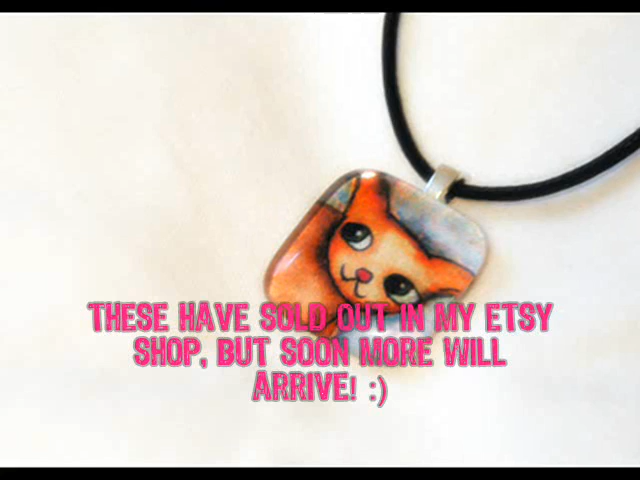 THESE HAVE SOLD OUT IN MY ETSY
SHOP, BUT SOON MORE WILL
ARRIVE! :)